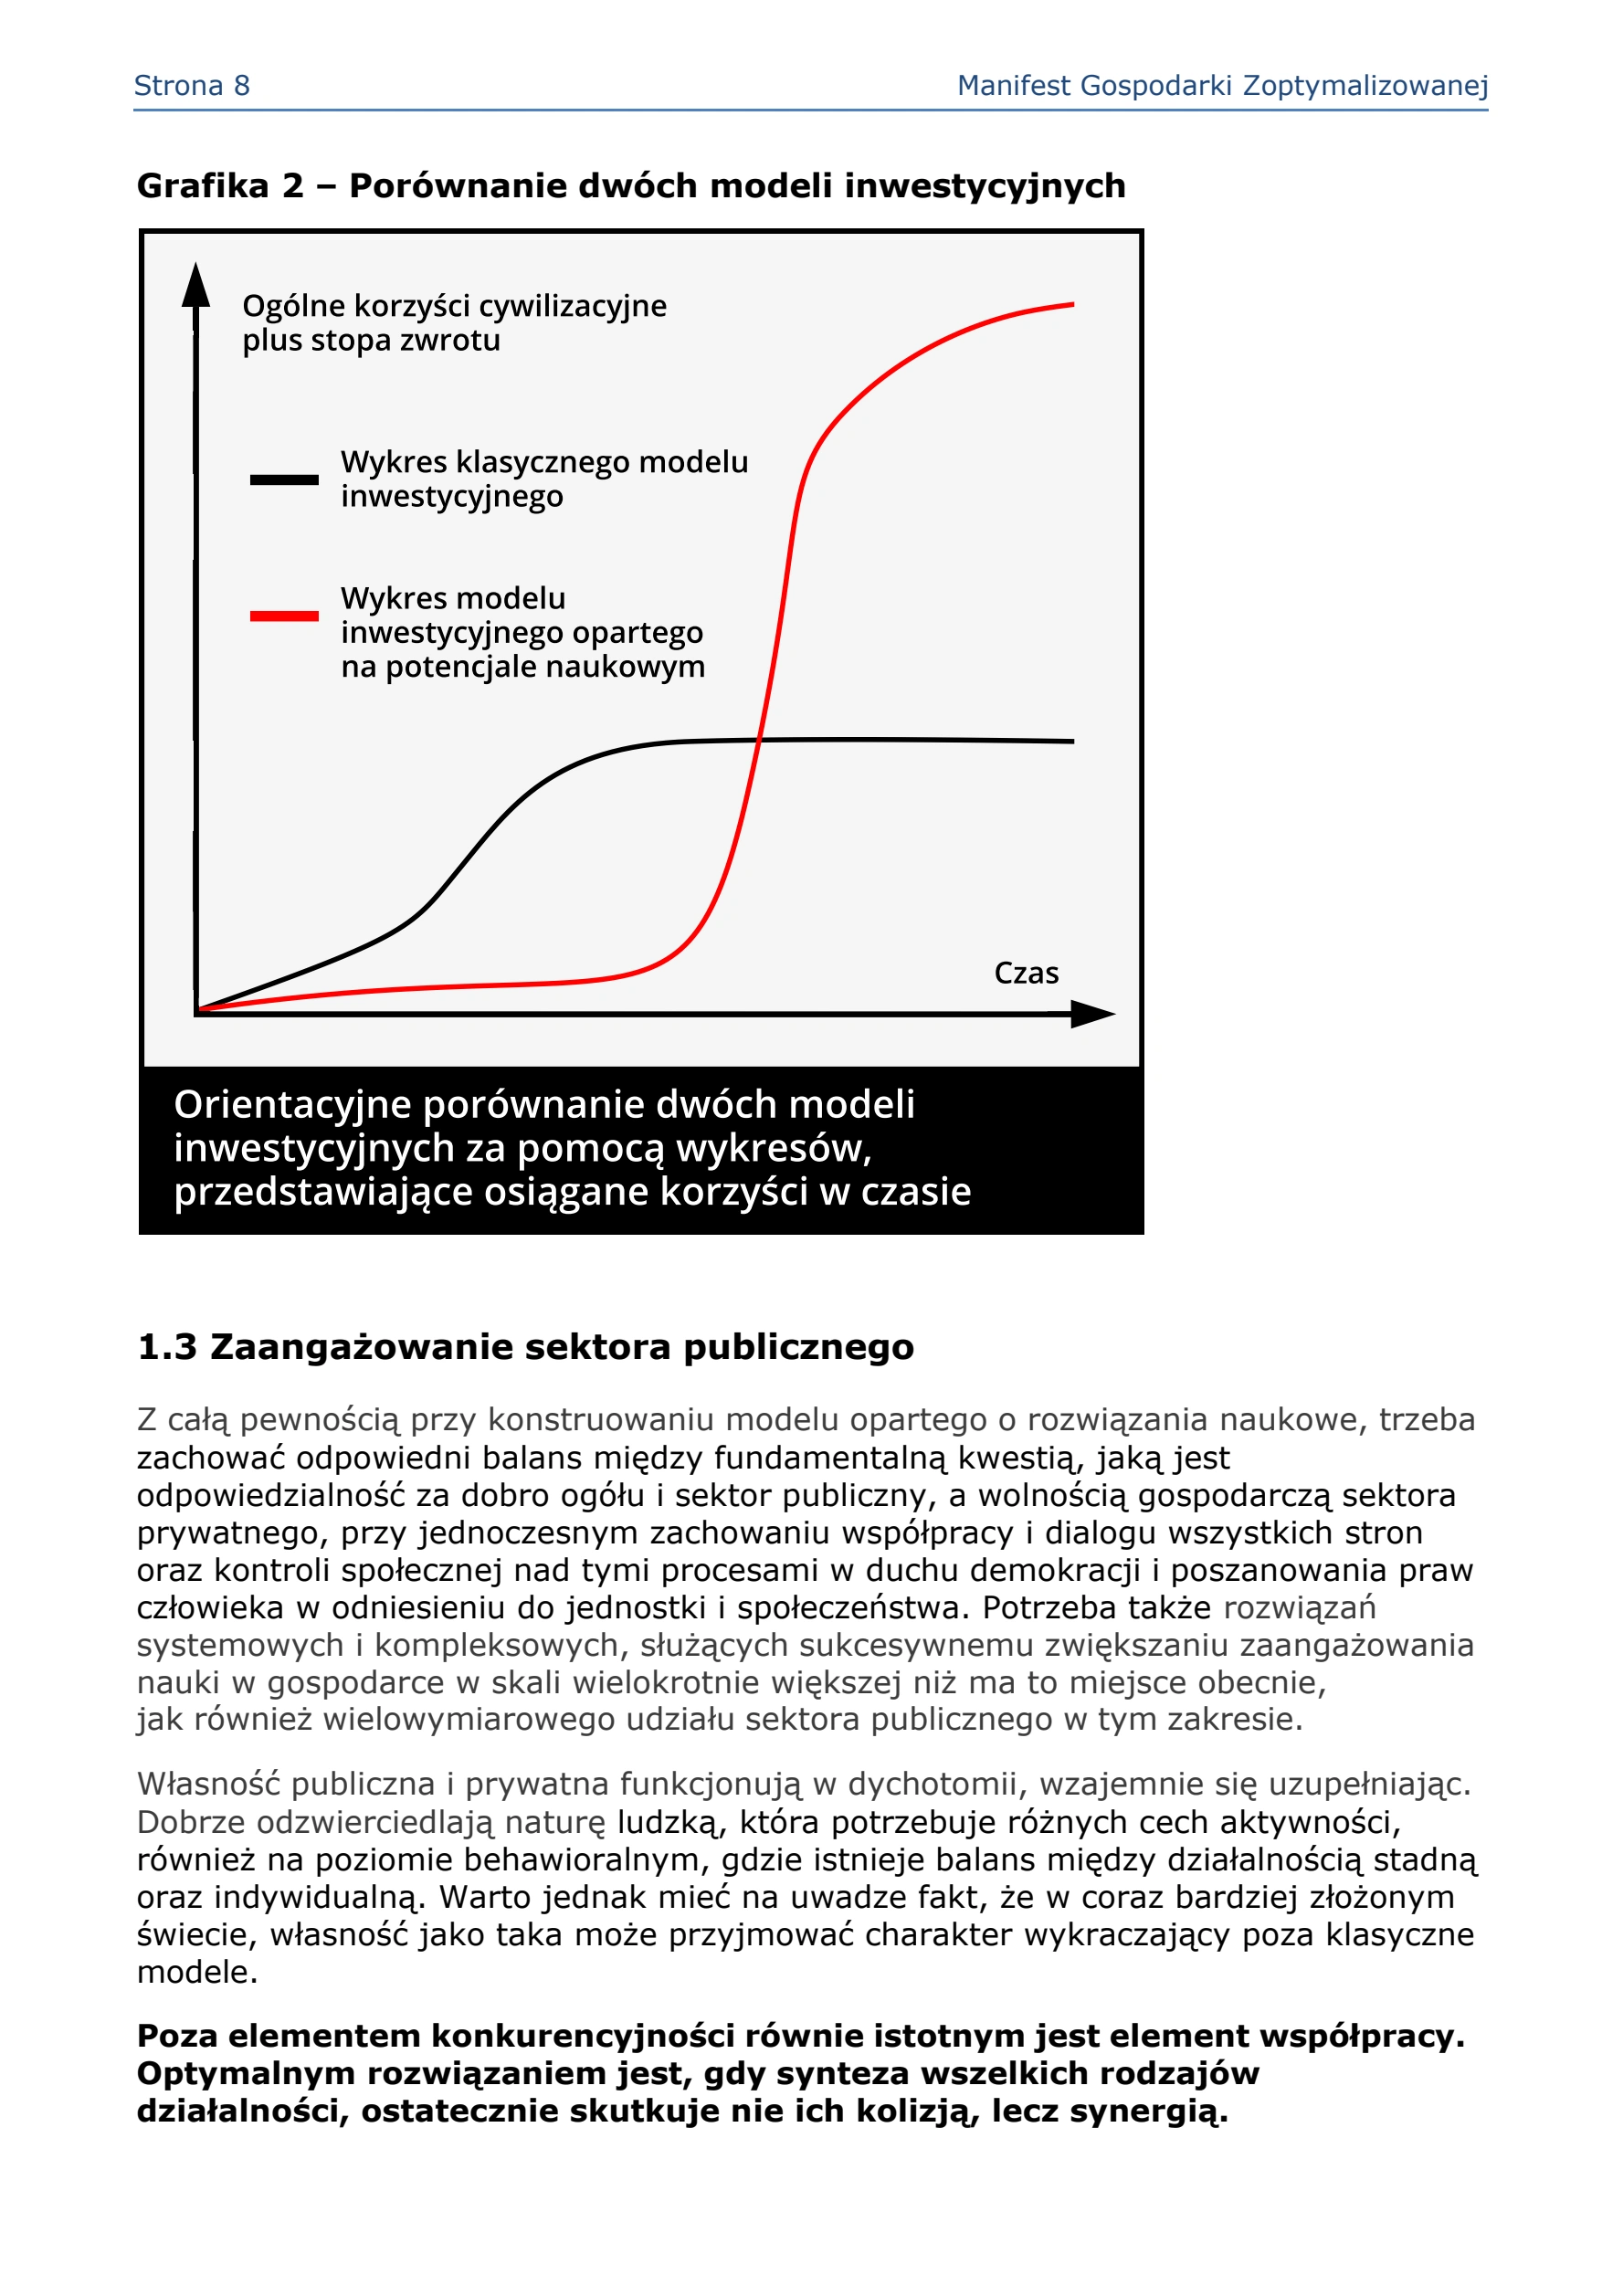 Strona 8
Manifest Gospodarki Zoptymalizowanej
Grafika 2 – Porównanie dwóch modeli inwestycyjnych
Ogólne korzyści cywilizacyjne
plus stopa zwrotu
Wykres klasycznego modelu
inwestycyjnego
Wykres modelu
inwestycyjnego opartego
na potencjale naukowym
Czas
Orientacyjne porównanie dwóch modeli
inwestycyjnych za pomocą wykresów,
przedstawiające osiągane korzyści w czasie
1.3 Zaangażowanie sektora publicznego
Z całą pewnością przy konstruowaniu modelu opartego o rozwiązania naukowe, trzeba
zachować odpowiedni balans między fundamentalną kwestią, jaką jest
odpowiedzialność za dobro ogółu i sektor publiczny, a wolnością gospodarczą sektora
prywatnego, przy jednoczesnym zachowaniu współpracy i dialogu wszystkich stron
oraz kontroli społecznej nad tymi procesami w duchu demokracji i poszanowania praw
człowieka w odniesieniu do jednostki i społeczeństwa. Potrzeba także rozwiązań
systemowych i kompleksowych, służących sukcesywnemu zwiększaniu zaangażowania
nauki w gospodarce w skali wielokrotnie większej niż ma to miejsce obecnie,
jak również wielowymiarowego udziału sektora publicznego w tym zakresie.
Własność publiczna i prywatna funkcjonują w dychotomii, wzajemnie się uzupełniając.
Dobrze odzwierciedlają naturę ludzką, która potrzebuje różnych cech aktywności,
również na poziomie behawioralnym, gdzie istnieje balans między działalnością stadną
oraz indywidualną. Warto jednak mieć na uwadze fakt, że w coraz bardziej złożonym
świecie, własność jako taka może przyjmować charakter wykraczający poza klasyczne
modele.
Poza elementem konkurencyjności równie istotnym jest element współpracy.
Optymalnym rozwiązaniem jest, gdy synteza wszelkich rodzajów
działalności, ostatecznie skutkuje nie ich kolizją, lecz synergią.